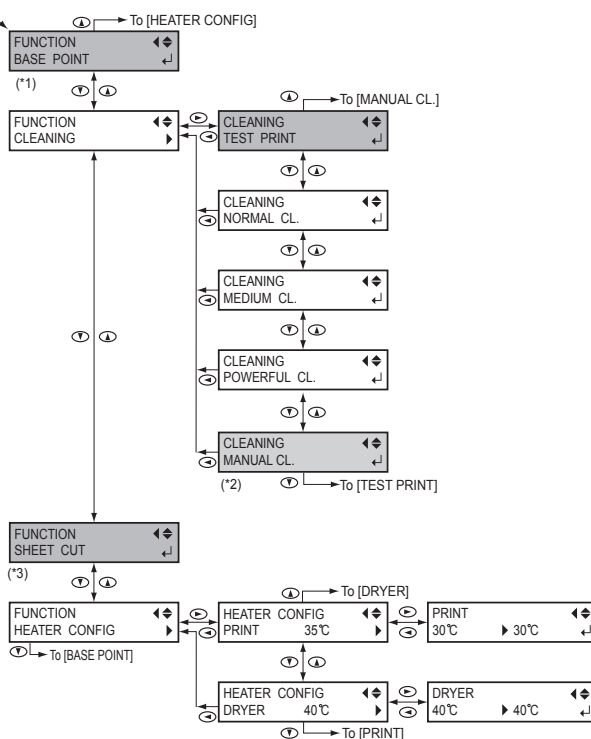 To [HEATER CONFIG]
FUNCTION
BASE POINT
(*1)
FUNCTION
CLEANING
To [MANUAL CL.]
CLEANING
TEST PRINT
CLEANING
NORMAL CL.
CLEANING
MEDIUM CL.
CLEANING
POWERFUL CL.
CLEANING
MANUAL CL.
(*2)
To [TEST PRINT]
FUNCTION
SHEET CUT
(*3)
FUNCTION
HEATER CONFIG
To [BASE POINT]
To [DRYER]
HEATER CONFIG
PRINT 35℃
PRINT
30℃ 30℃
HEATER CONFIG
DRYER 40℃
DRYER
40℃ 40℃
To [PRINT]